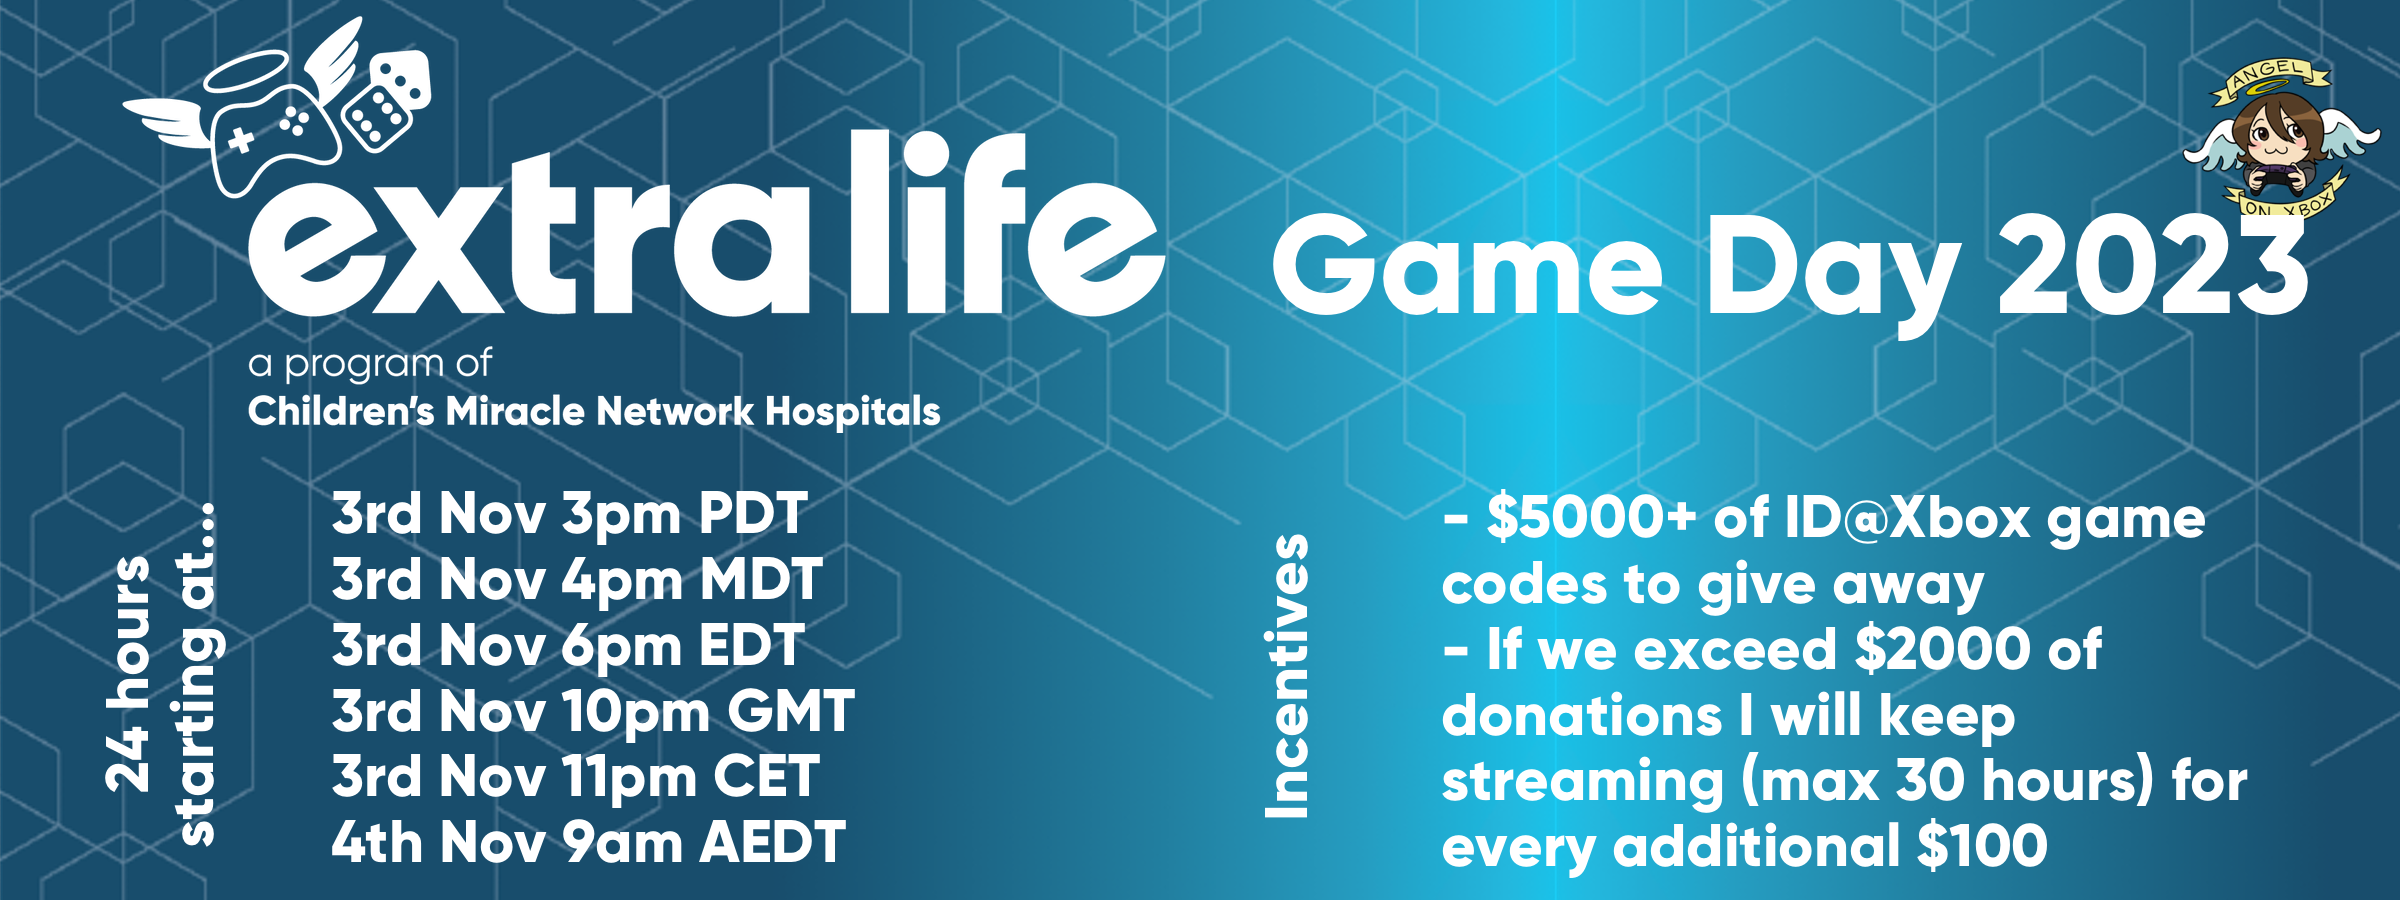 ANGEL
ON XBOX
extra life
Game Day 2023
a program of
Children's Miracle Network Hospitals
24 hours
starting at...
3rd Nov 3pm PDT
3rd Nov 4pm MDT
3rd Nov 6pm EDT
3rd Nov 10pm GMT
3rd Nov 11pm CET
4th Nov 9am AEDT
Incentives
- $5000+ of ID@Xbox game
codes to give away
- If we exceed $2000 of
donations I will keep
streaming (max 30 hours) for
every additional $100